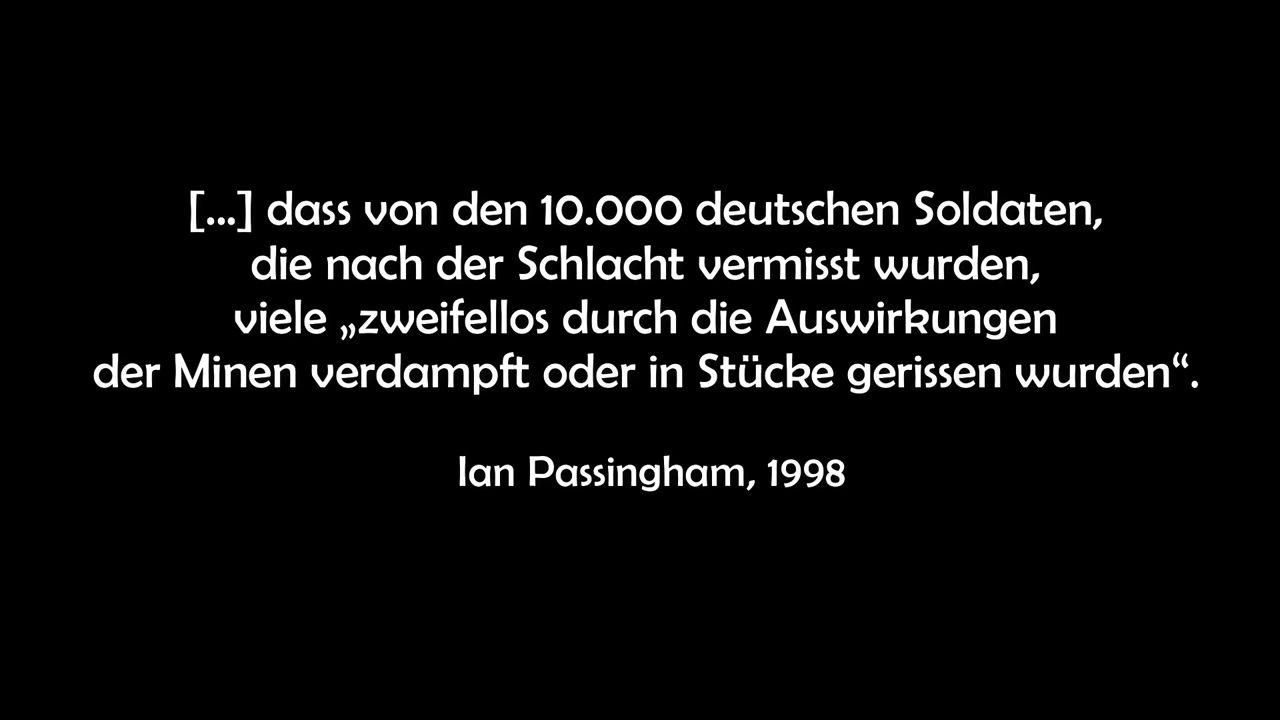 [...] dass von den 10.000 deutschen Soldaten,
die nach der Schlacht vermisst wurden,
viele „zweifellos durch die Auswirkungen
der Minen verdampft oder in Stücke gerissen wurden“.
Ian Passingham, 1998